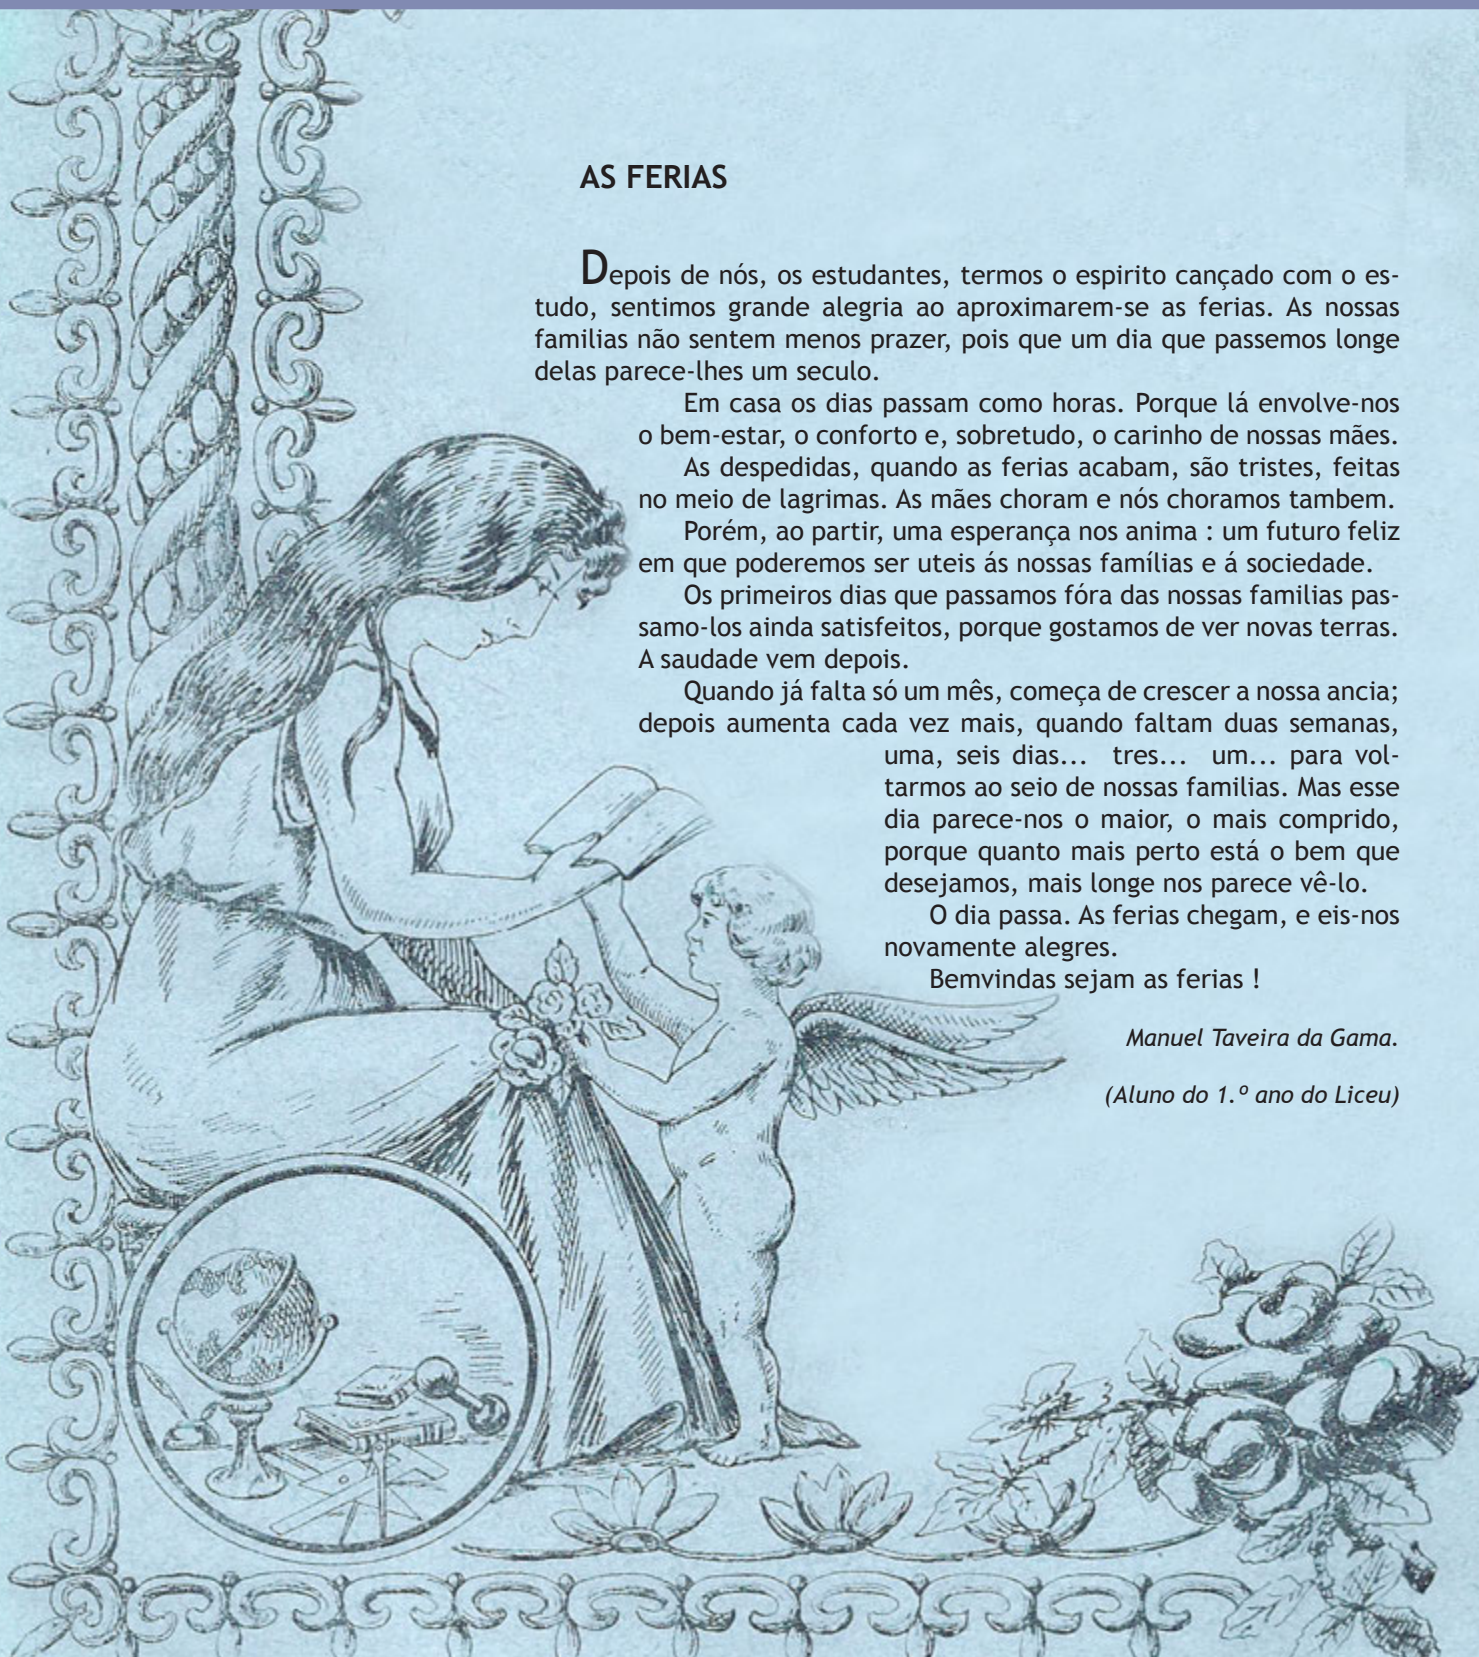 AS FERIAS
Depois de nós, os estudantes, termos o espirito cançado com o es-
tudo, sentimos grande alegria ao aproximarem-se as ferias. As nossas
familias não sentem menos prazer, pois que um dia que passemos longe
delas parece-lhes um seculo.
Em casa os dias passam como horas. Porque lá envolve-nos
o bem-estar, o conforto e, sobretudo, o carinho de nossas mães.
As despedidas, quando as ferias acabam, são tristes, feitas
no meio de lagrimas. As mães choram e nós choramos tambem.
Porém, ao partir, uma esperança nos anima : um futuro feliz
em que poderemos ser uteis ás nossas famílias e á sociedade.
Os primeiros dias que passamos fóra das nossas familias pas-
samo-los ainda satisfeitos, porque gostamos de ver novas terras.
A saudade vem depois.
Quando já falta só um mês, começa de crescer a nossa ancia;
depois aumenta cada vez mais, quando faltam duas semanas,
uma, seis dias... tres... um... para vol-
tarmos ao seio de nossas familias. Mas esse
dia parece-nos o maior, o mais comprido,
porque quanto mais perto está o bem que
desejamos, mais longe nos parece vê-lo.
O dia passa. As ferias chegam, e eis-nos
novamente alegres.
Bemvindas sejam as ferias !
Manuel Taveira da Gama.
(Aluno do 1.º ano do Liceu)